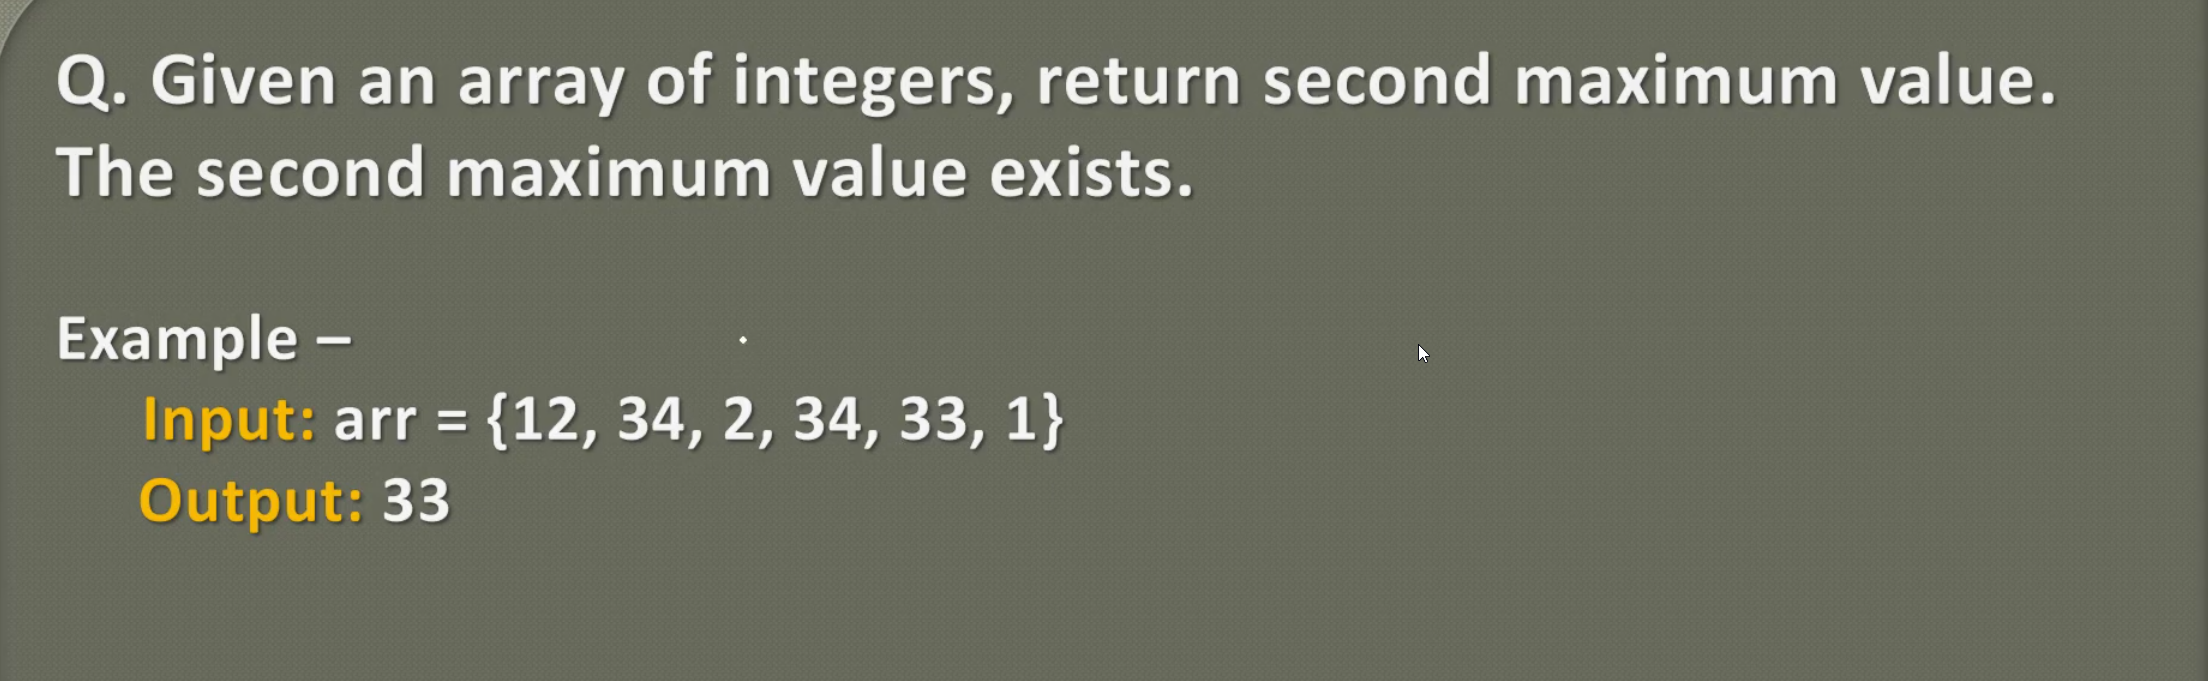 Q. Given an array of integers, return second maximum value.
The second maximum value exists.
Example –
Input: arr = {12, 34, 2, 34, 33, 1}
Output: 33